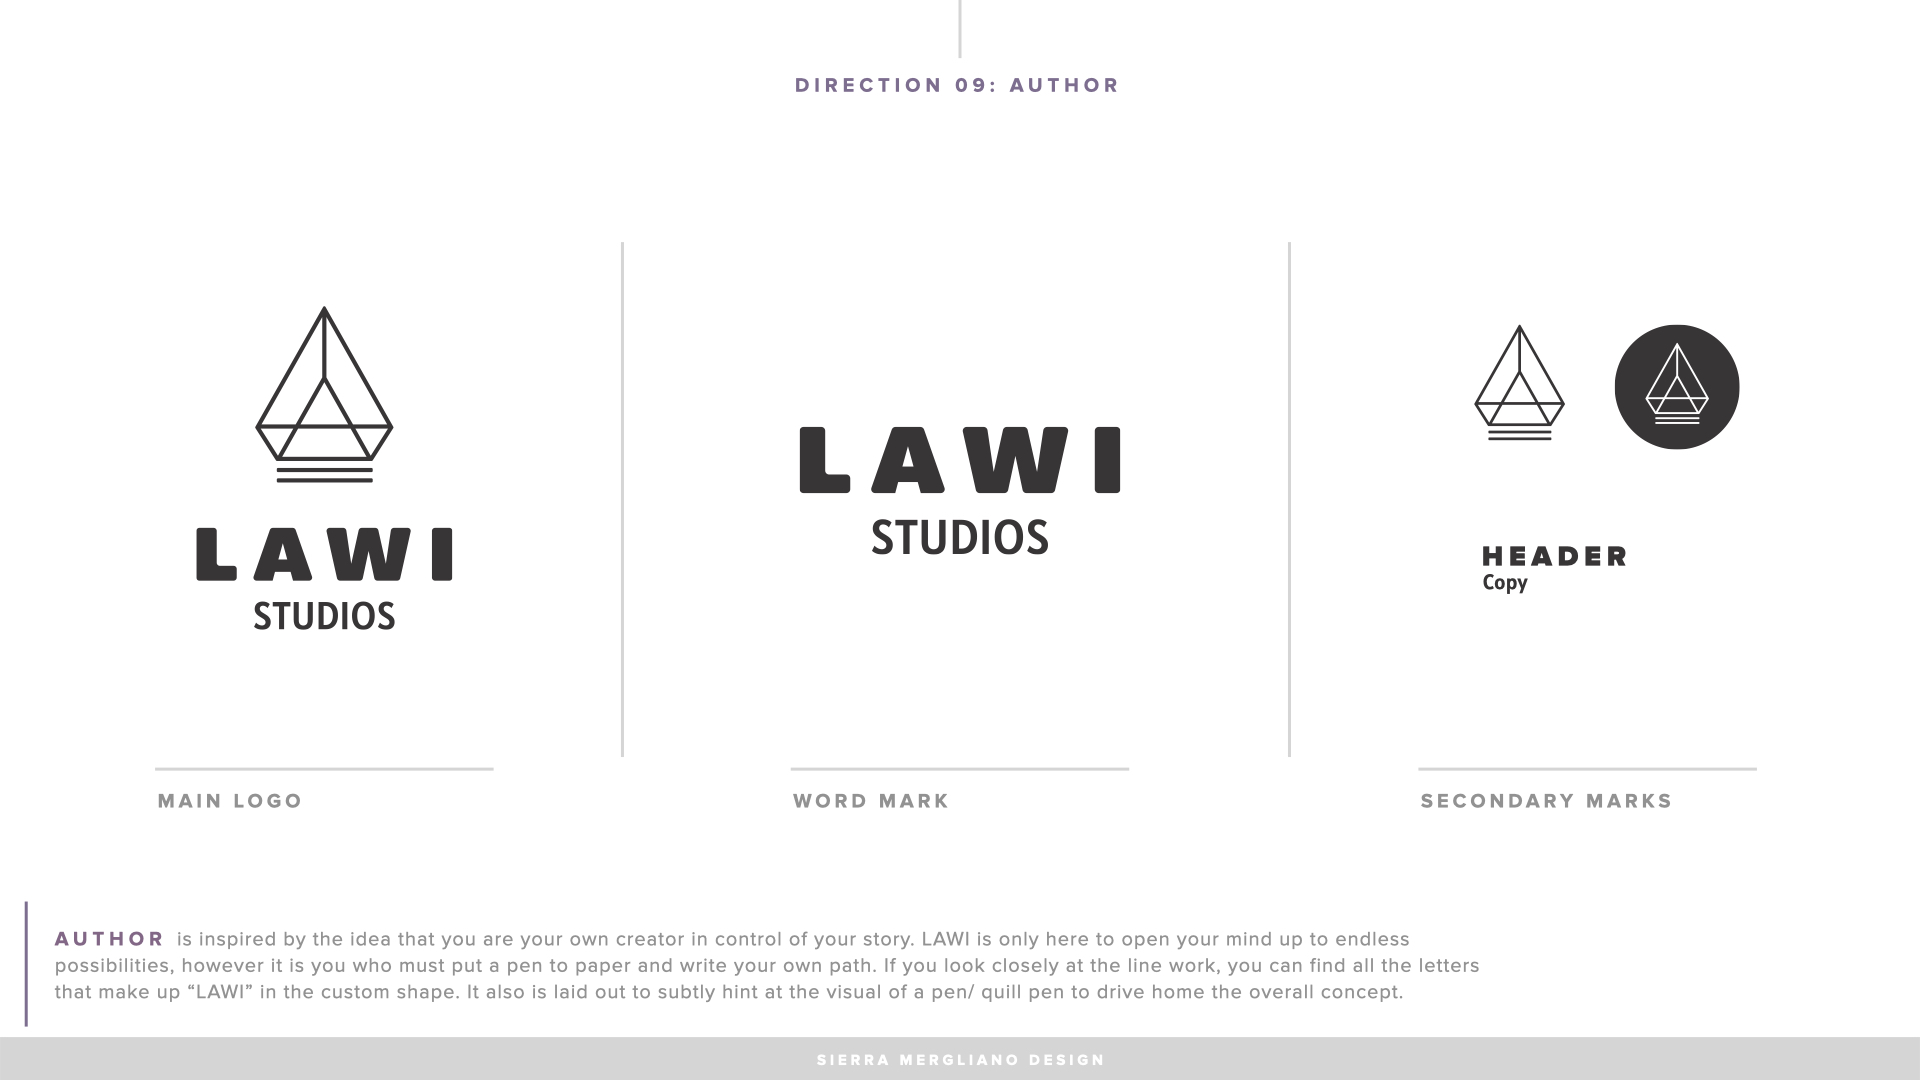 DIRECTION 09: AUTHOR
LAWI
STUDIOS
LAWI
STUDIOS
HEADER
Copy
MAIN LOGO
WORD MARK
SECONDARY MARKS
AUTHOR is inspired by the idea that you are your own creator in control of your story. LAWI is only here to open your mind up to endless
possibilities, however it is you who must put a pen to paper and write your own path. If you look closely at the line work, you can find all the letters
that make up “LAWI” in the custom shape. It also is laid out to subtly hint at the visual of a pen/ quill pen to drive home the overall concept.
SIERRA MERGLIANO DESIGN